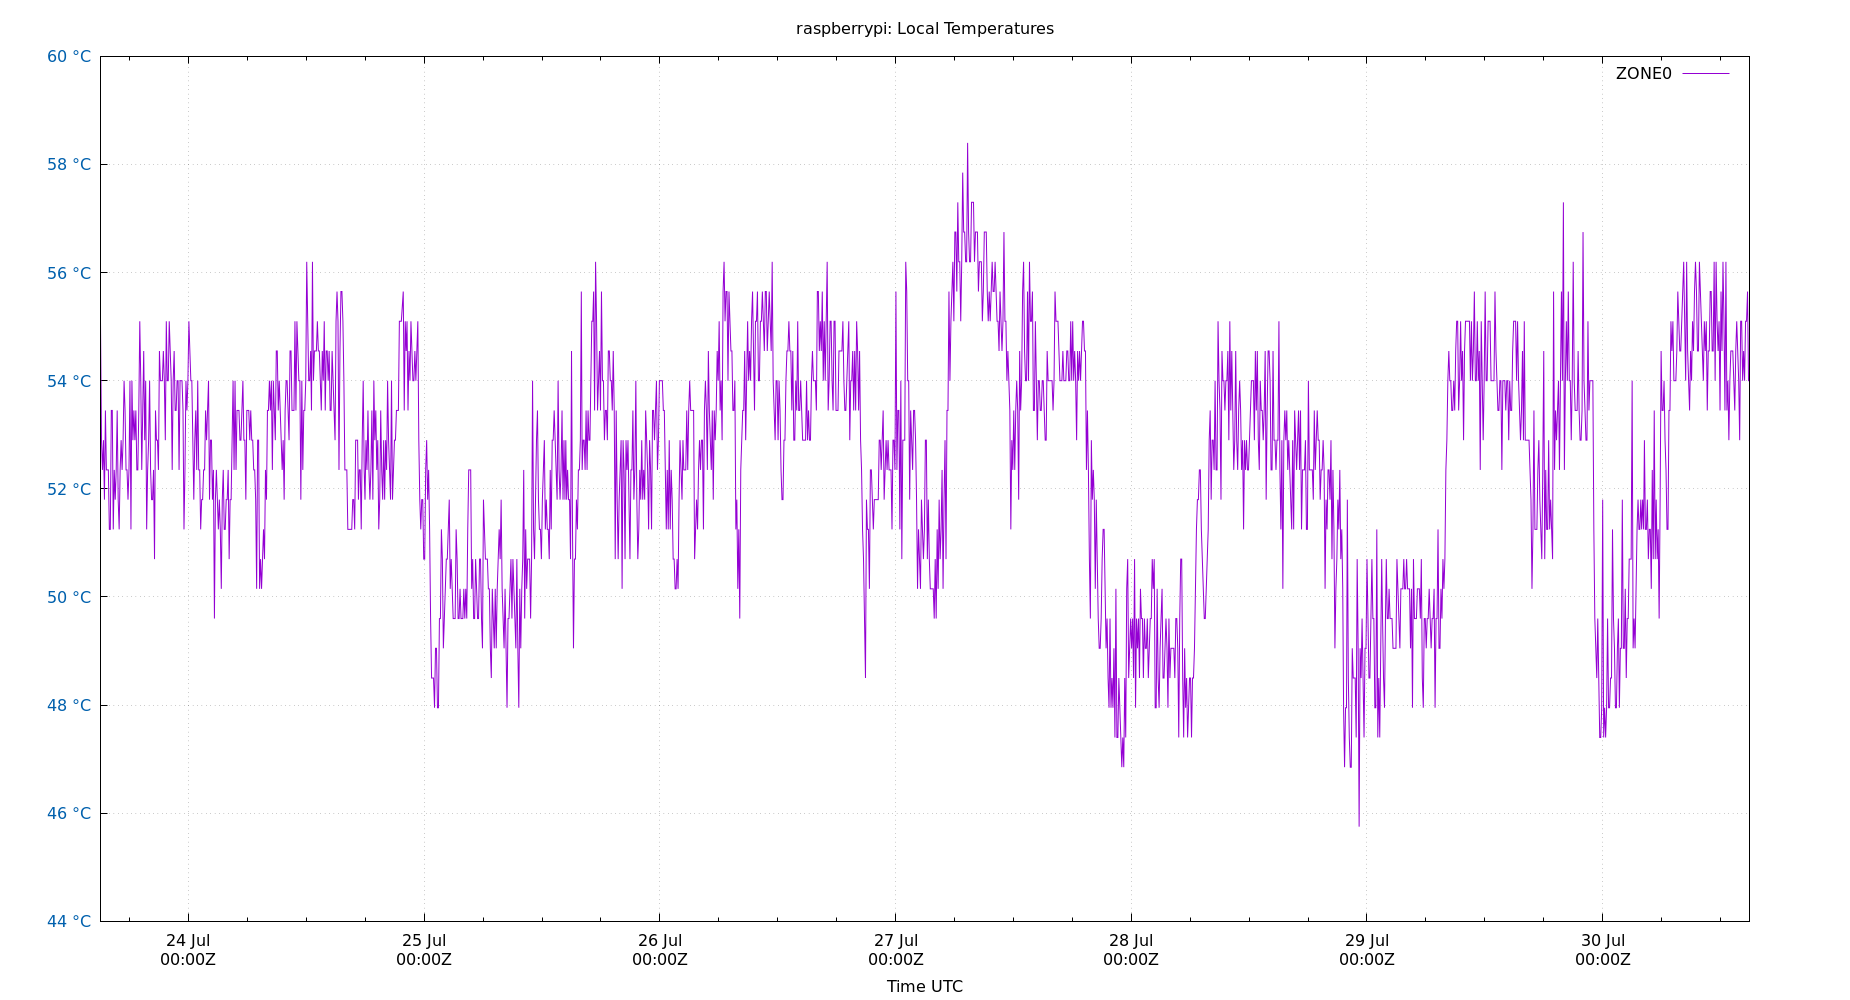 raspberrypi: Local Temperatures
60 °C
ZONE0
58 °C
56 °C
54 °C
52 °C
50 °C
48 °C
46 °C
44 °C
24 Jul 25 Jul 26 Jul 27 Jul 28 Jul 29 Jul 30 Jul
00:00Z 00:00Z 00:00Z 00:00Z 00:00Z 00:00Z 00:00Z
Time UTC